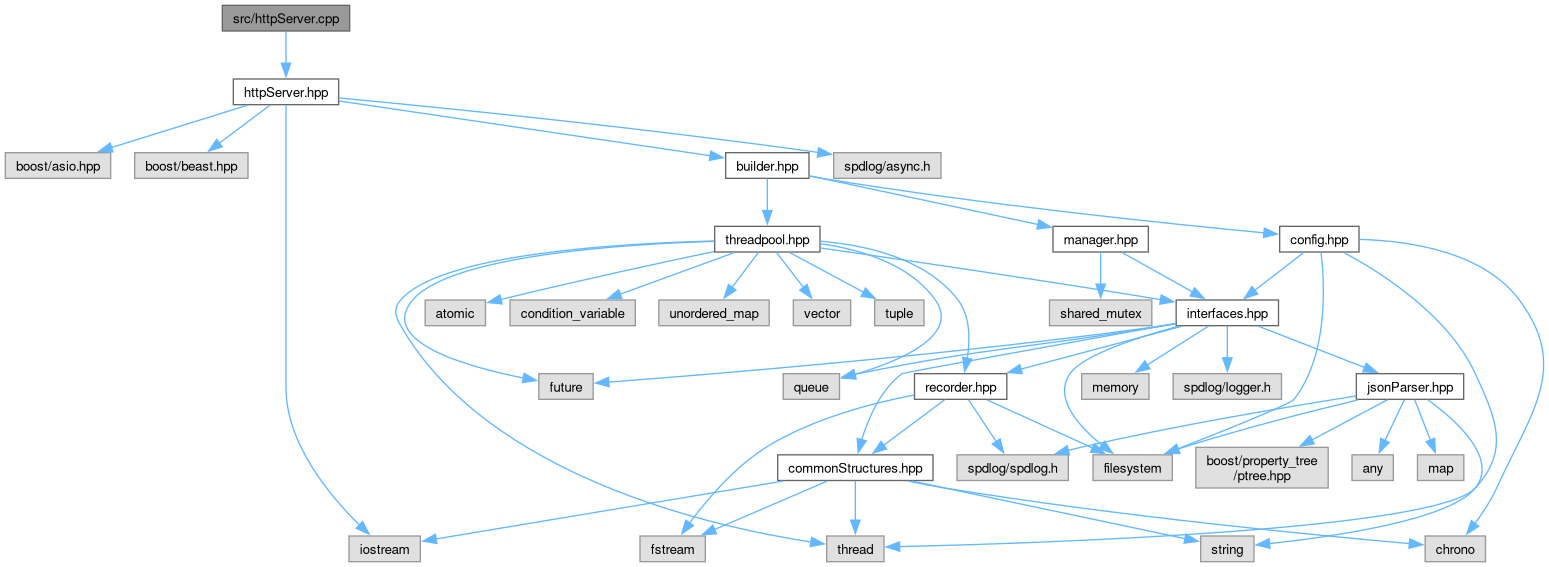 src/httpServer.cpp
httpServer.hpp
boost/asio.hpp
boost/beast.hpp
builder.hpp
spdlog/async.h
threadpool.hpp
manager.hpp
config.hpp
atomic
condition_variable
unordered_map
vector
tuple
shared_mutex
interfaces.hpp
future
queue
recorder.hpp
memory
spdlog/logger.h
jsonParser.hpp
commonStructures.hpp
spdlog/spdlog.h
filesystem
boost/property_tree
/ptree.hpp
any
map
iostream
fstream
thread
string
chrono